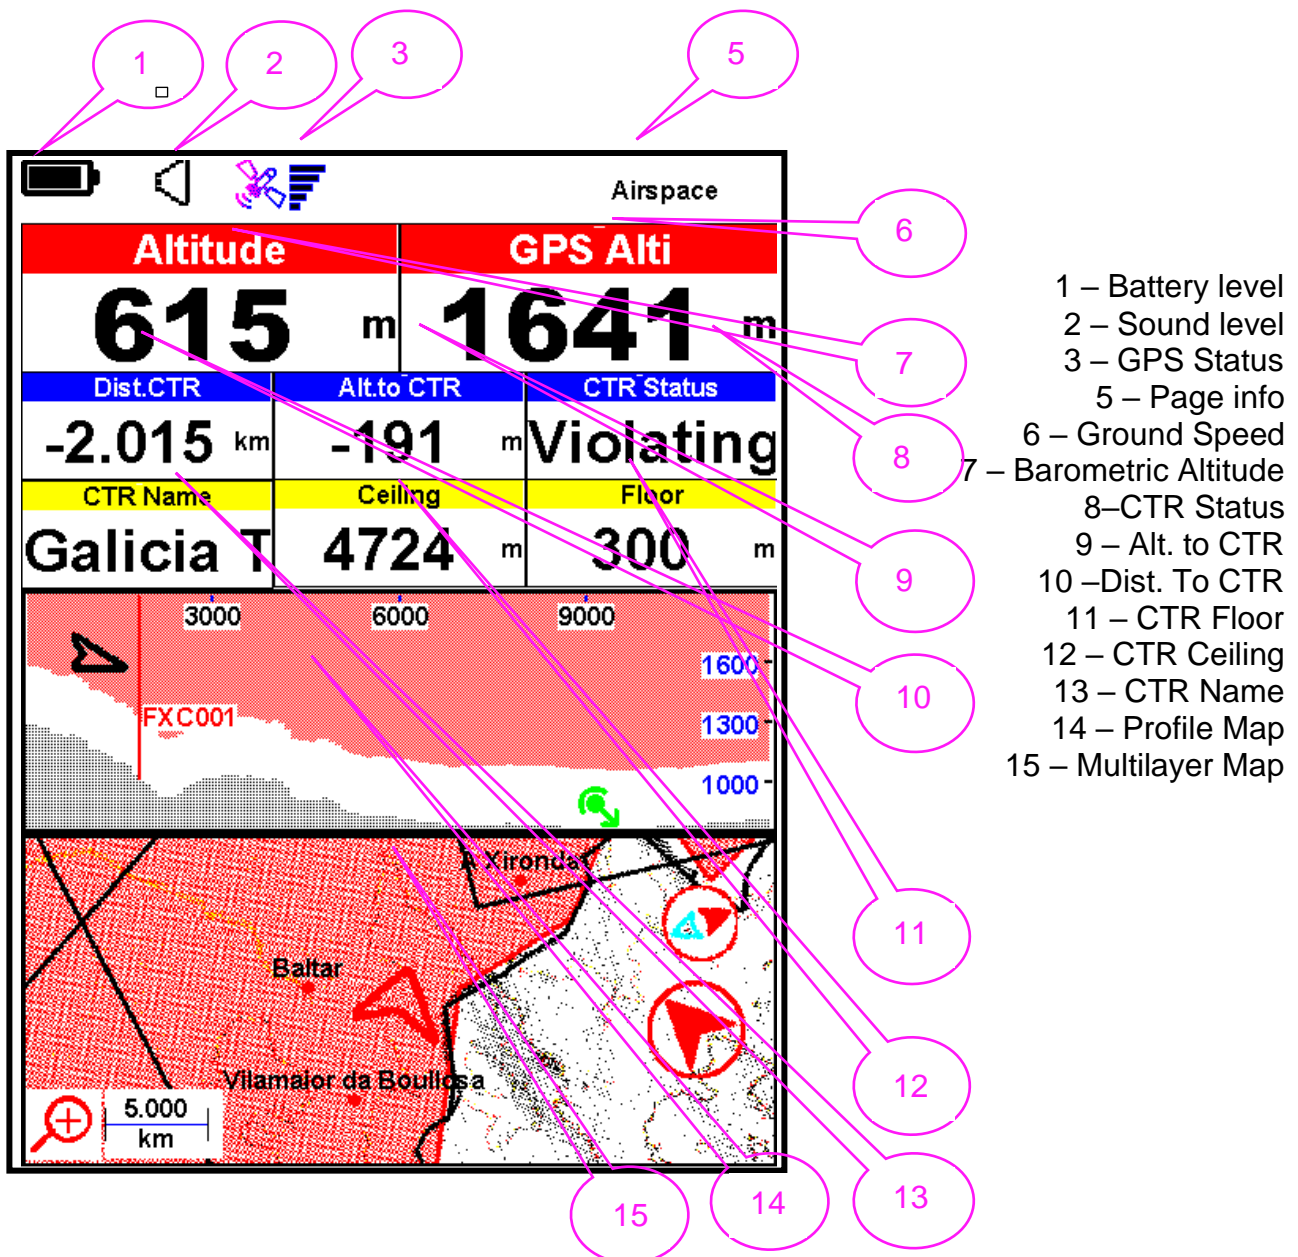 1
2
3
5
Airspace
6
Altitude
GPS Alti
615 m
1641 m
7
Dist.CTR
Alt.to CTR
CTR Status
-2.015 km
-191 m
Violating
8
CTR Name
Ceiling
Floor
Galicia T
4724 m
300 m
9
3000
6000
9000
1600
FXC001
1300
1000
10
A Xironda
11
Baltar
Vilamaior da Boullosa
12
5.000
km
15
14
13
1 – Battery level
2 – Sound level
3 – GPS Status
5 – Page info
6 – Ground Speed
7 – Barometric Altitude
8–CTR Status
9 – Alt. to CTR
10 –Dist. To CTR
11 – CTR Floor
12 – CTR Ceiling
13 – CTR Name
14 – Profile Map
15 – Multilayer Map